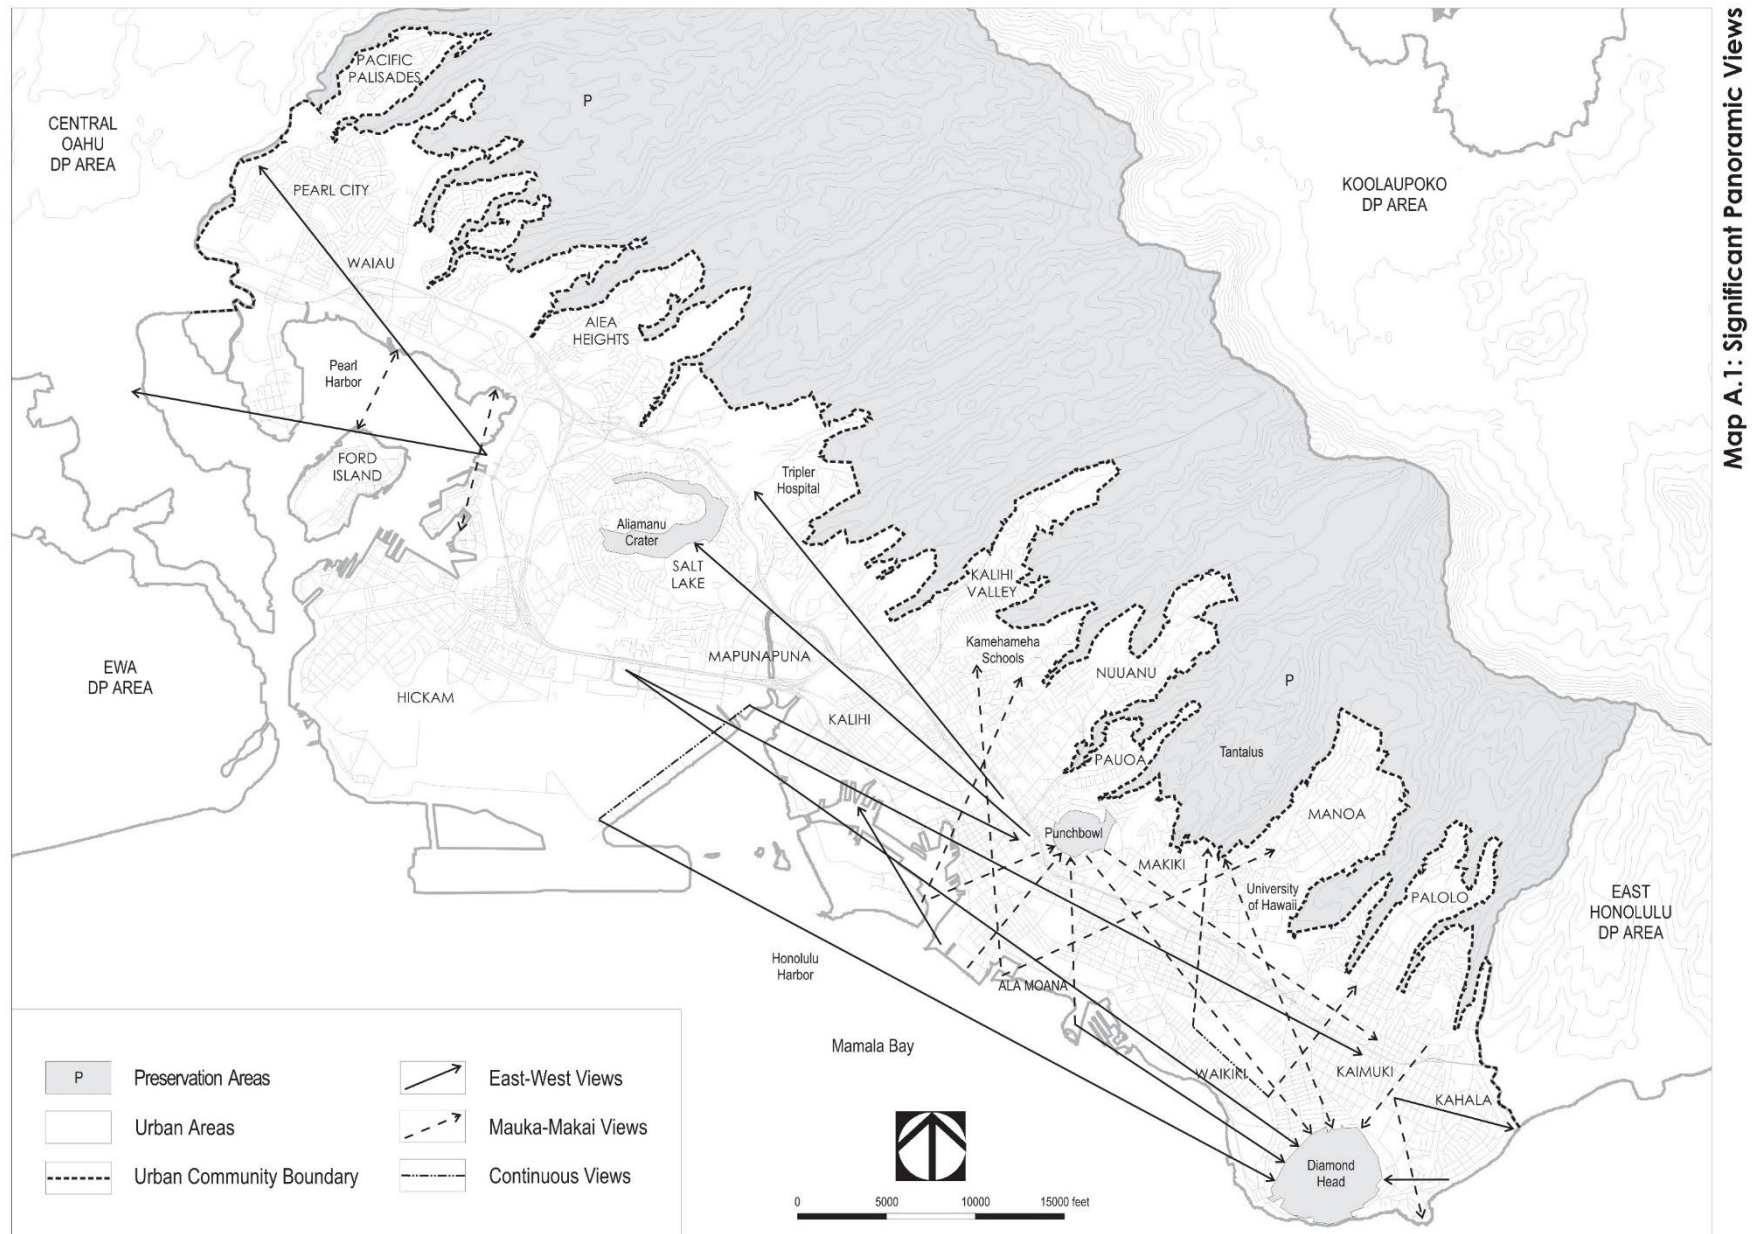 Map A.1: Significant Panoramic Views
PACIFIC
PALISADES
P
CENTRAL
OAHU
DP AREA
PEARL CITY
KOOLAUPOKO
DP AREA
WAIAU
AIEA
HEIGHTS
Pearl
Harbor
FORD
ISLAND
Tripler
Hospital
Aliamanu
Crater
SALT
LAKE
KALIHI
VALLEY
Kamehameha
Schools
MAPUNAPUNA
NUUANU
P
EWA
DP AREA
HICKAM
KALIHI
PAUOA
Tantalus
MANOA
Punchbowl
MAKIKI
University
of Hawaii
PALOLO
EAST
HONOLULU
DP AREA
Honolulu
Harbor
ALA MOANA
Mamala Bay
WAIKIKI
KAIMUKI
KAHALA
Diamond
Head
P
Preservation Areas
Urban Areas
Urban Community Boundary
East-West Views
Mauka-Makai Views
Continuous Views
0 5000 10000 15000 feet